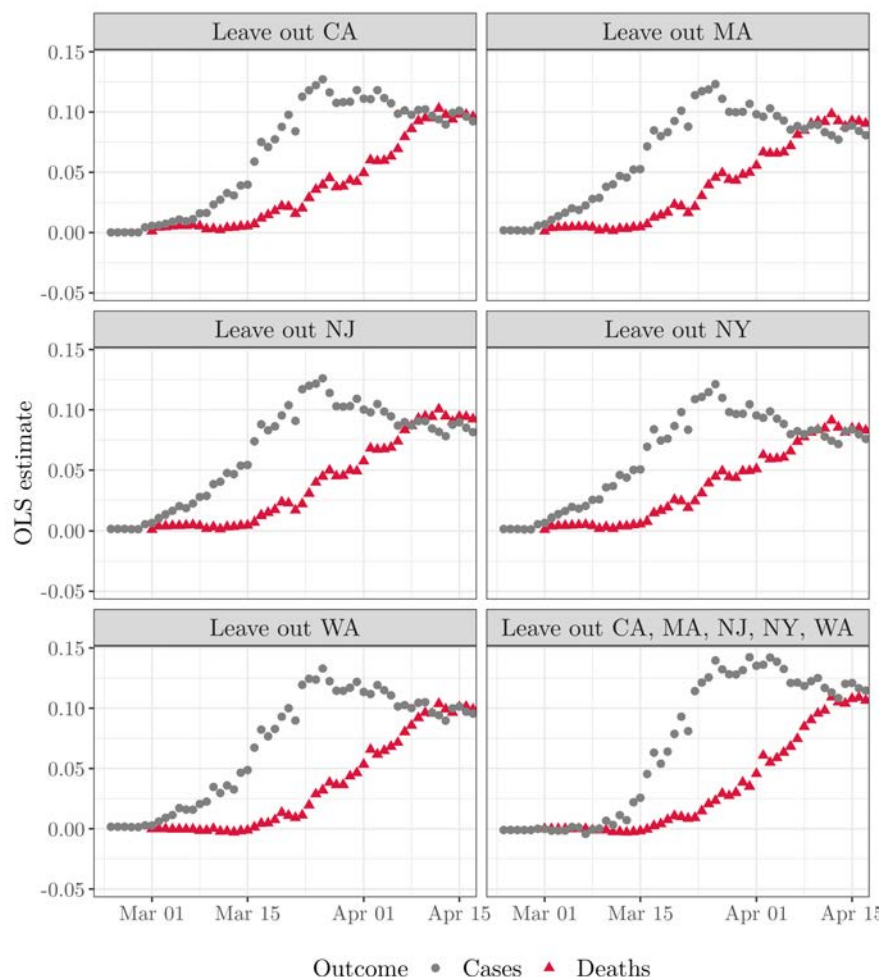 Leave out CA
Leave out MA
0.15
0.10
0.05
0.00
-0.05
Leave out NJ
Leave out NY
0.15
0.10
0.05
0.00
-0.05
OLS estimate
Leave out WA
Leave out CA, MA, NJ, NY, WA
0.15
0.10
0.05
0.00
-0.05
Mar 01 Mar 15 Apr 01 Apr 15
Mar 01 Mar 15 Apr 01 Apr 15
Outcome Cases Deaths